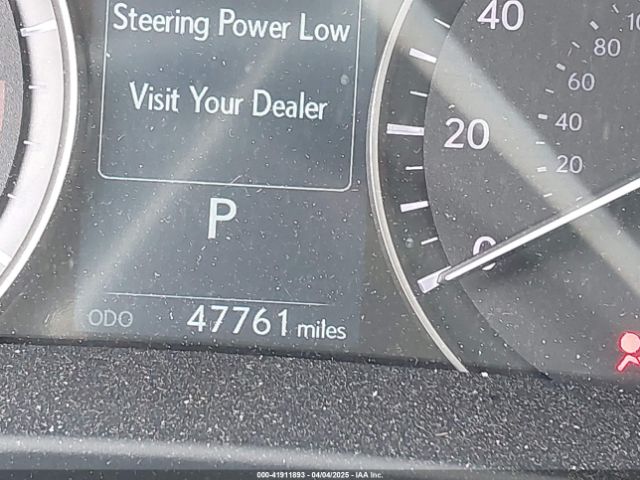 Steering Power Low
Visit Your Dealer
P
ODO 47761 miles
40
20
0
80
60
40
20
000-41911893 - 04/04/2025 - IAA Inc.